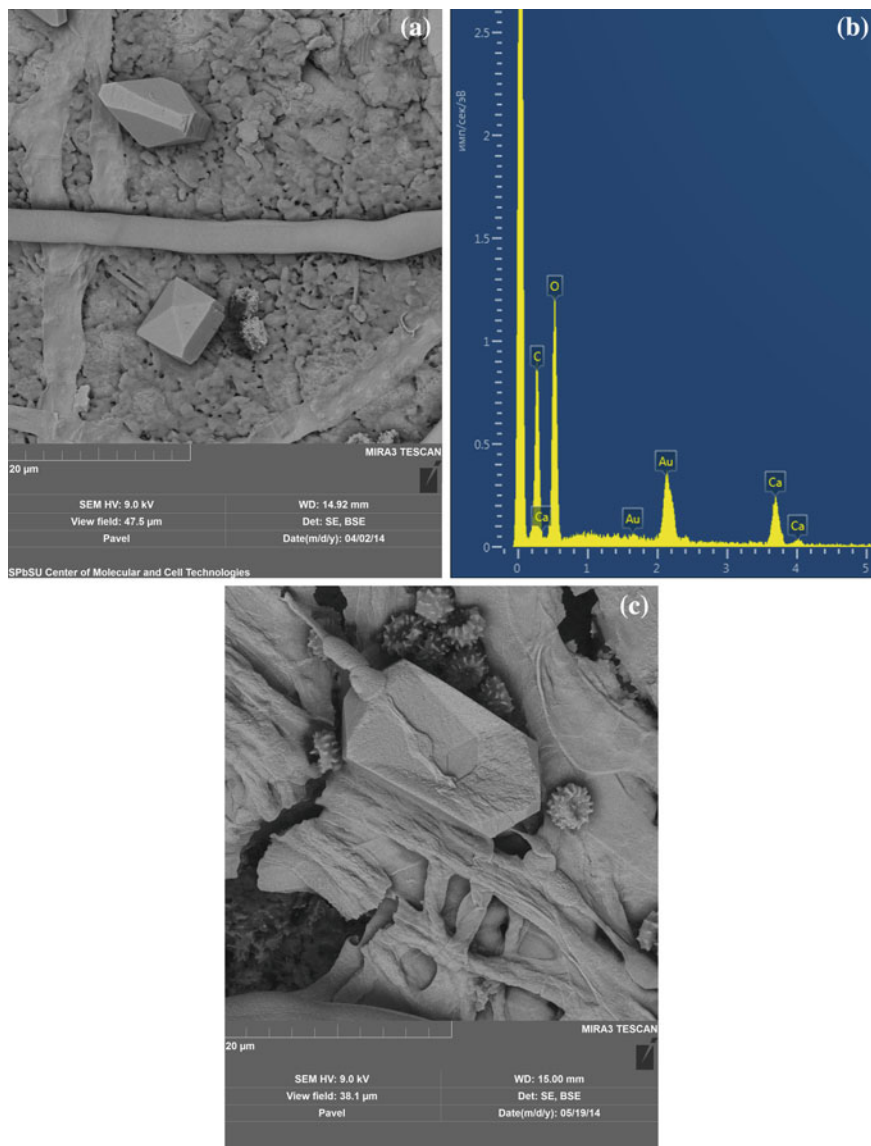 (a)
20 µm
MIRA3 TESCAN
SEM HV: 9.0 kV
WD: 14.92 mm
View field: 47.5 µm
Det: SE, BSE
Pavel
Date(m/d/y): 04/02/14
SPbSU Center of Molecular and Cell Technologies
(b)
имп/сек/эВ
2.5
2
1.5
1
0.5
0
O
C
Ca
Au
Au
Ca
Ca
0 1 2 3 4 5
(c)
20 µm
MIRA3 TESCAN
SEM HV: 9.0 kV
WD: 15.00 mm
View field: 38.1 µm
Det: SE, BSE
Pavel
Date(m/d/y): 05/19/14